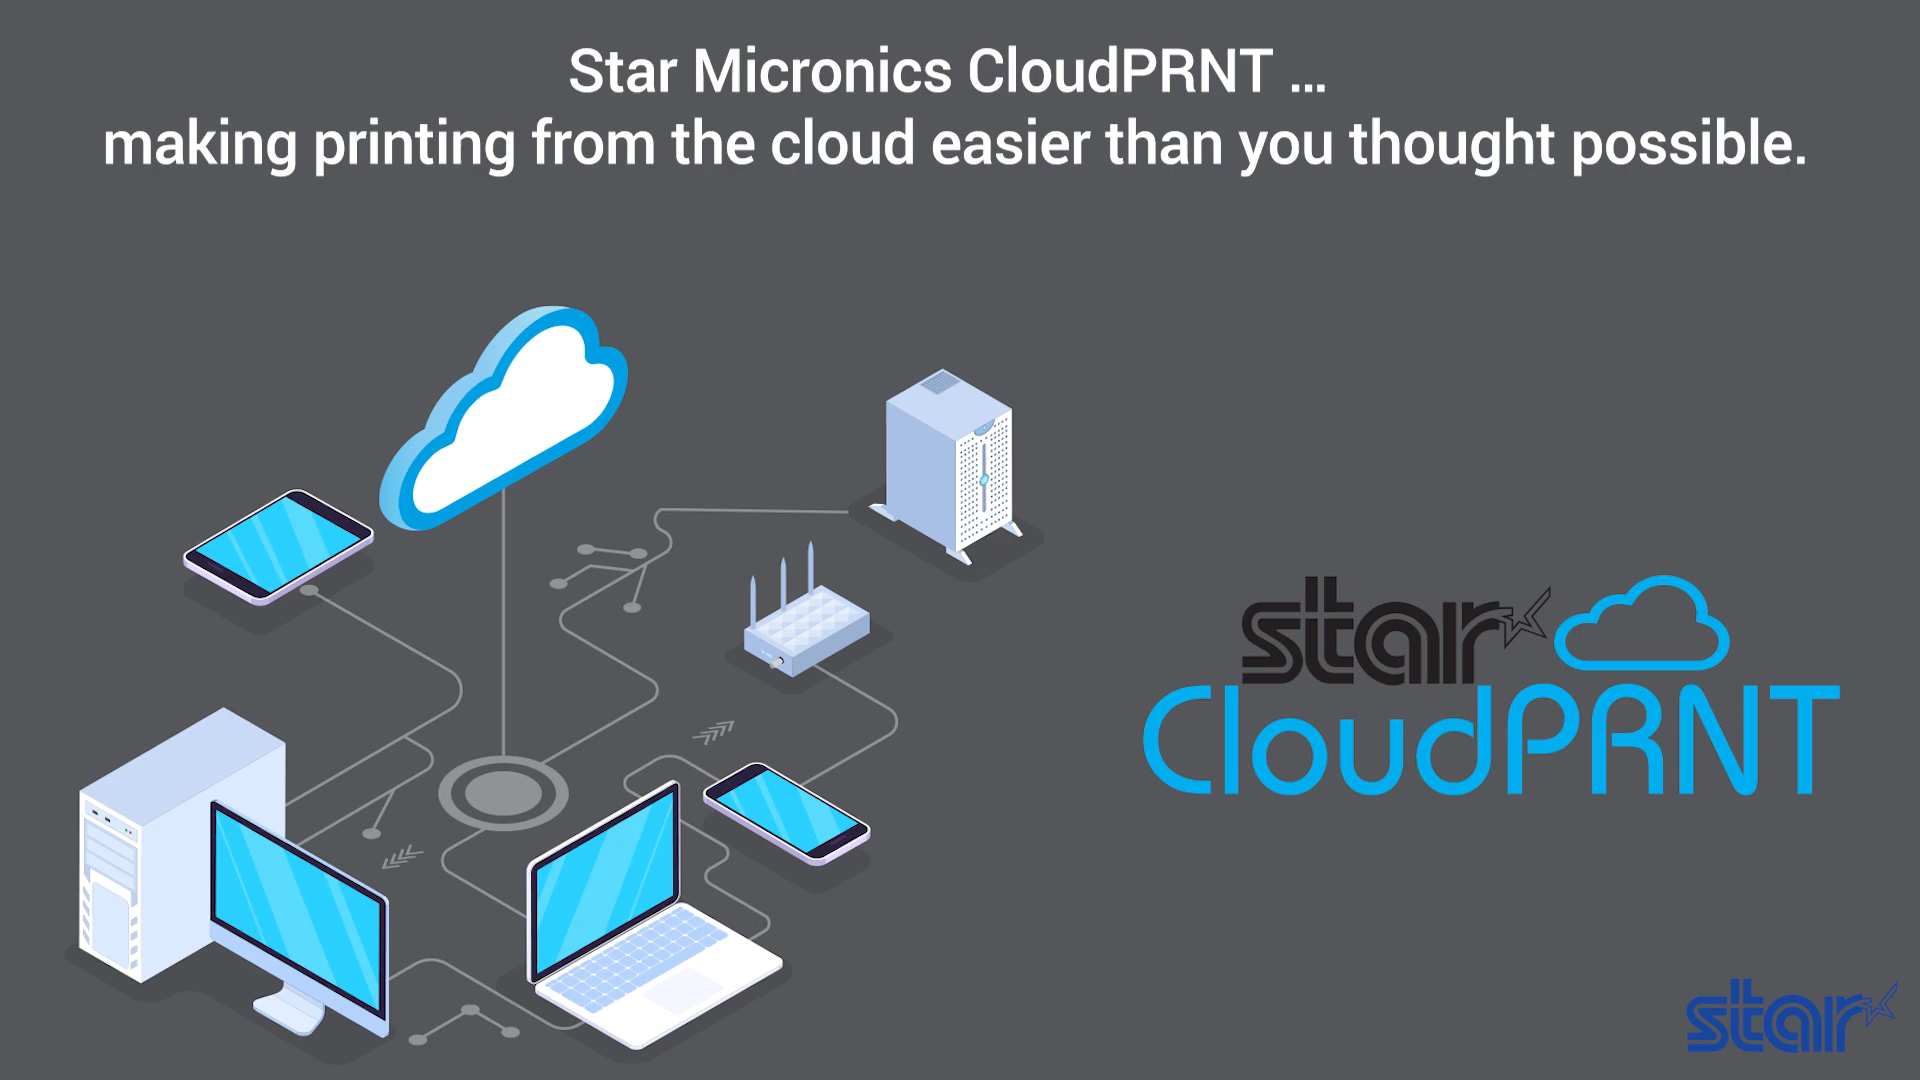 Star Micronics CloudPRNT ...
making printing from the cloud easier than you thought possible.
star
CloudPRNT
star